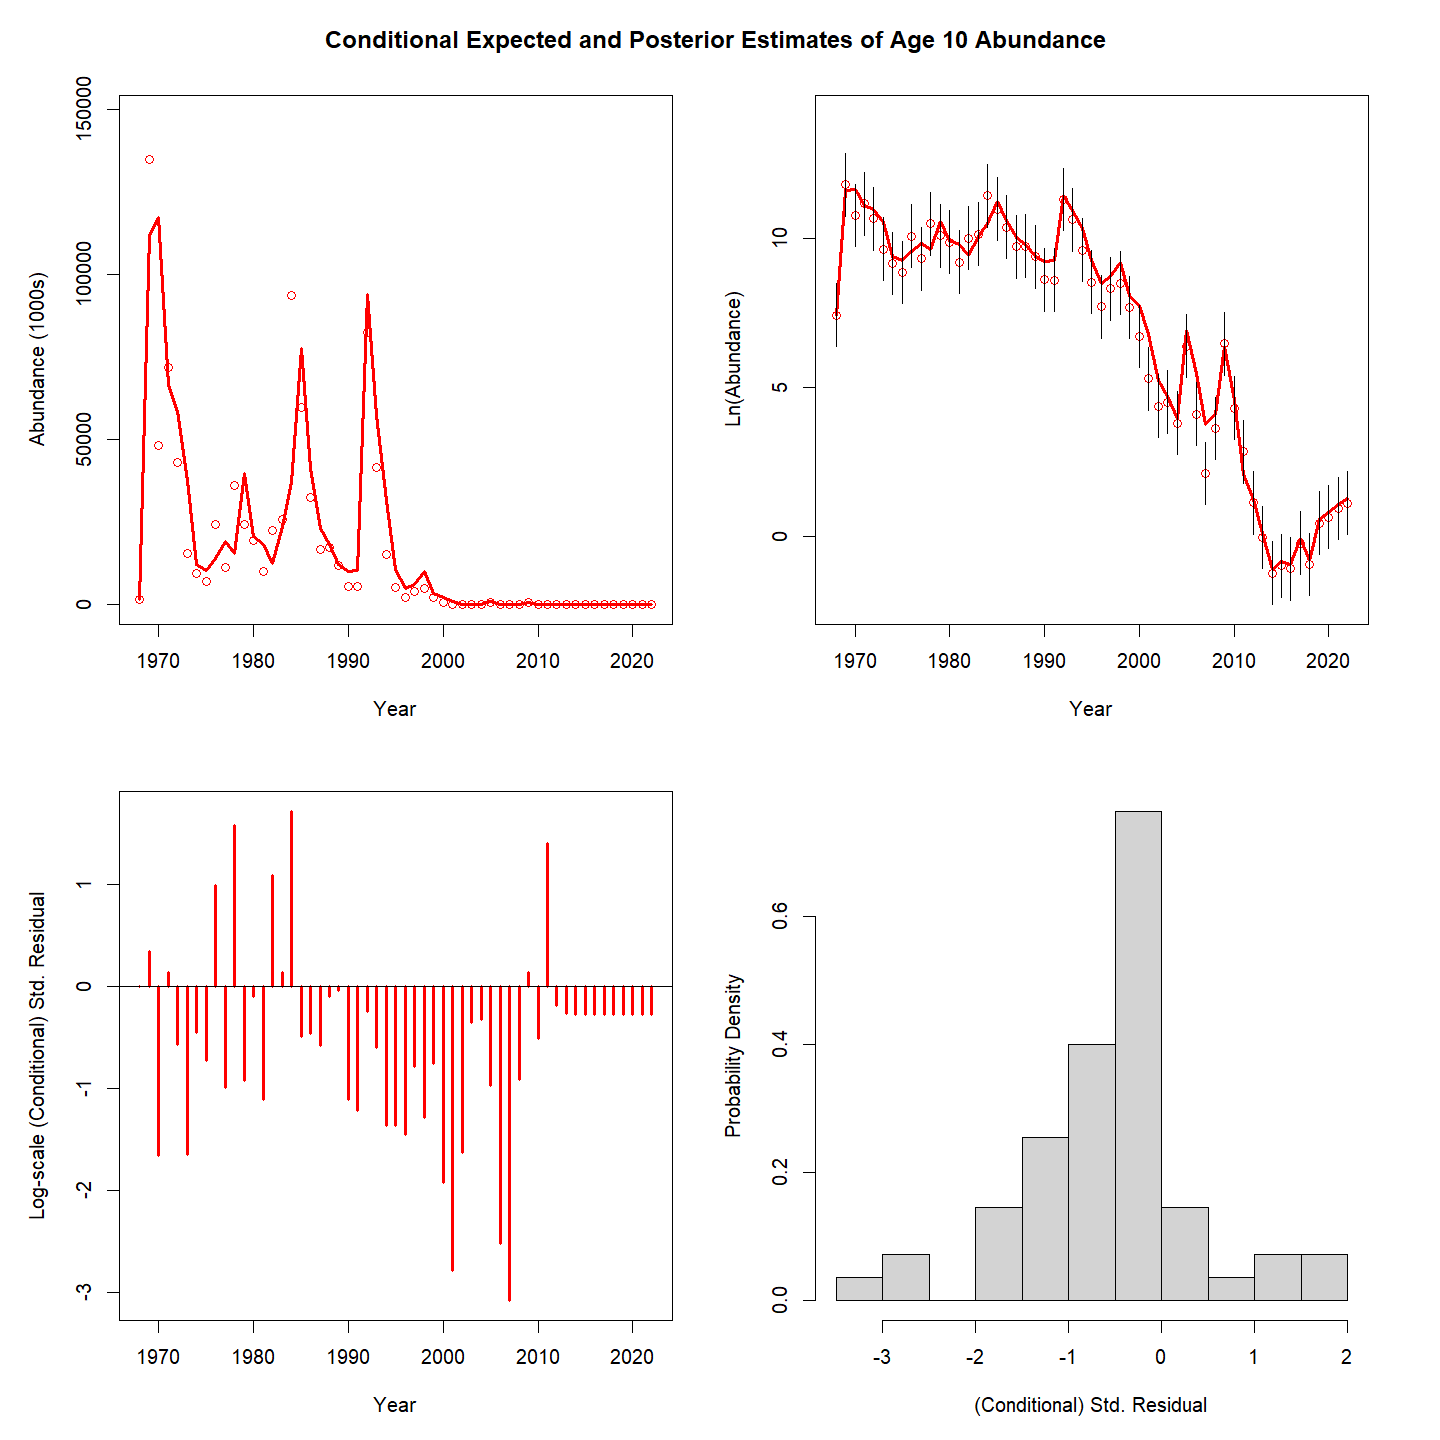 Conditional Expected and Posterior Estimates of Age 10 Abundance
Abundance (1000s)
150000
100000
50000
0
1970 1980 1990 2000 2010 2020
Year
Ln(Abundance)
10
5
0
1970 1980 1990 2000 2010 2020
Year
Log-scale (Conditional) Std. Residual
1
0
-1
-2
-3
1970 1980 1990 2000 2010 2020
Year
Probability Density
0.6
0.4
0.2
0.0
-3 -2 -1 0 1 2
(Conditional) Std. Residual